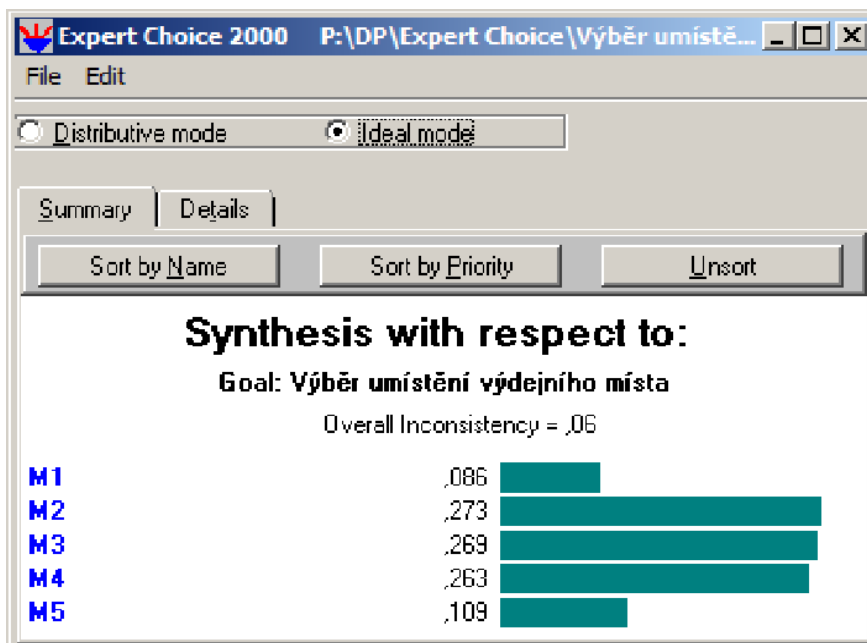 Expert Choice 2000 P:\DP\Expert Choice\Výběr umístě...
File Edit
Distributive mode Ideal mode
Summary Details
Sort by Name Sort by Priority Unsort
Synthesis with respect to:
Goal: Výběr umístění výdejního místa
Overall Inconsistency = ,06
M1 ,086
M2 ,273
M3 ,269
M4 ,263
M5 ,109